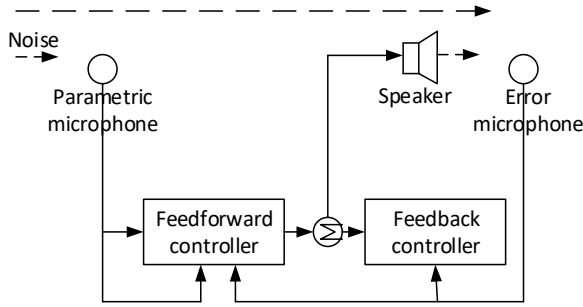 Noise
Parametric
microphone
Speaker
Error
microphone
Feedforward
controller
Σ
Feedback
controller